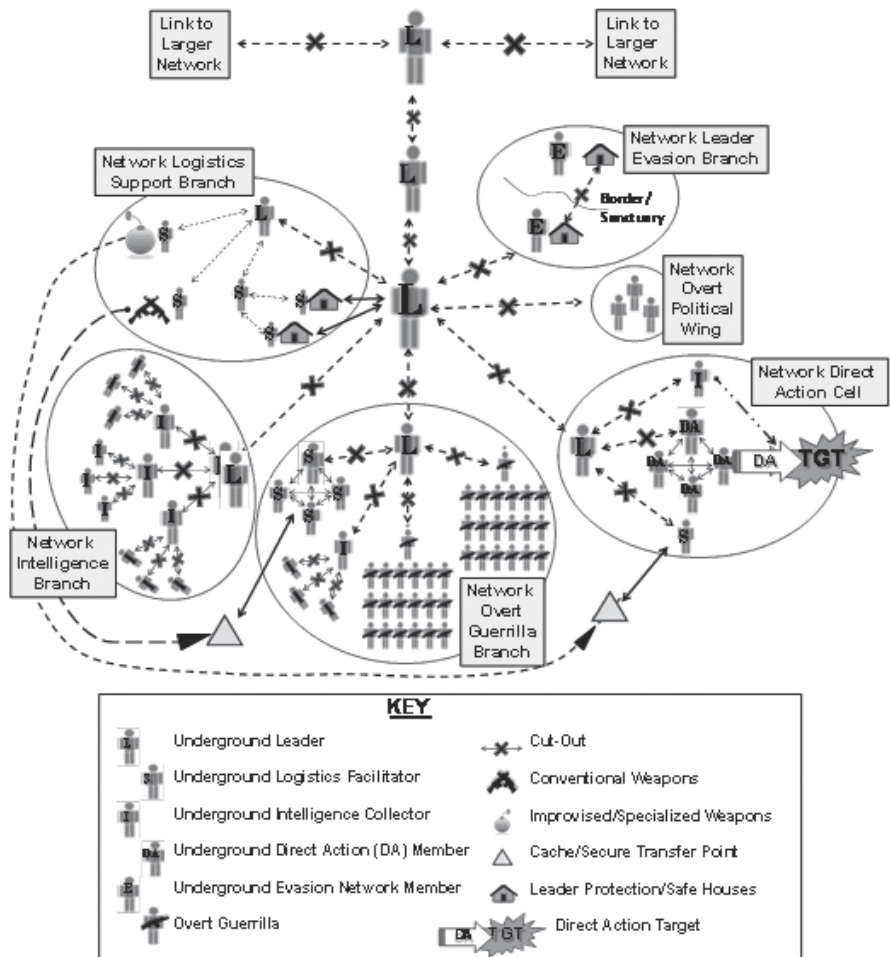 Link to
Larger
Network
L
Link to
Larger
Network
L
Network Logistics
Support Branch
L
S
S
S
S
S
Network Leader
Evasion Branch
E
Border/
Sanctuary
E
L
Network
Overt
Political
Wing
Network Direct
Action Cell
I
L
DA
DA
DA
DA
S
DA
TGT
I
I
I
I
I
I
L
Network
Intelligence
Branch
S
S
S
S
L
I
Network
Overt
Guerrilla
Branch
KEY
L Underground Leader
S Underground Logistics Facilitator
I Underground Intelligence Collector
DA Underground Direct Action (DA) Member
E Underground Evasion Network Member
Overt Guerrilla
Cut-Out
Conventional Weapons
Improvised/Specialized Weapons
Cache/Secure Transfer Point
Leader Protection/Safe Houses
DA TGT Direct Action Target